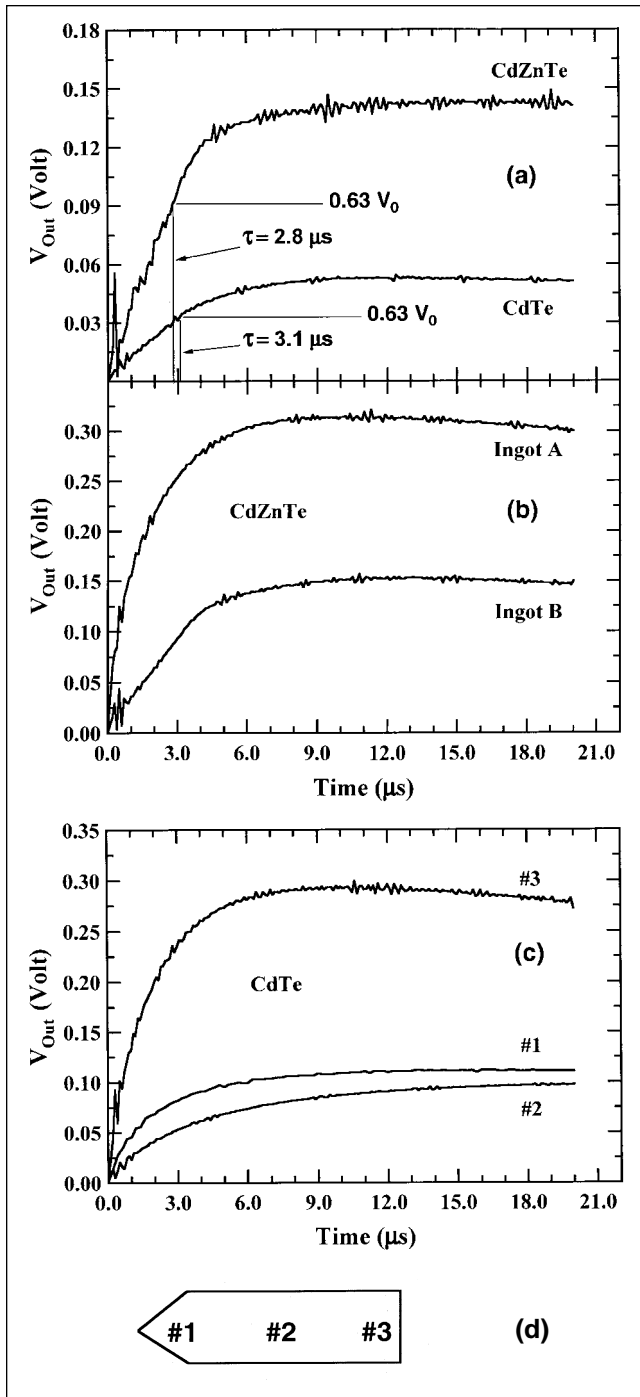 0.18
0.15
0.12
0.09
0.06
0.03
V_Out (Volt)
CdZnTe
(a)
0.63 V_0
τ = 2.8 μs
CdTe
0.63 V_0
τ = 3.1 μs
0.30
0.25
0.20
0.15
0.10
0.05
0.00
V_Out (Volt)
Ingot A
CdZnTe
(b)
Ingot B
0.0 3.0 6.0 9.0 12.0 15.0 18.0 21.0
Time (μs)
0.35
0.30
0.25
0.20
0.15
0.10
0.05
0.00
V_Out (Volt)
#3
(c)
CdTe
#1
#2
0.0 3.0 6.0 9.0 12.0 15.0 18.0 21.0
Time (μs)
#1 #2 #3 (d)